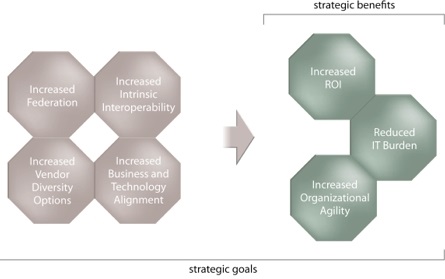 strategic benefits
Increased
Federation
Increased
Intrinsic
Interoperability
Increased
Vendor
Diversity
Options
Increased
Business and
Technology
Alignment
Increased
ROI
Reduced
IT Burden
Increased
Organizational
Agility
strategic goals